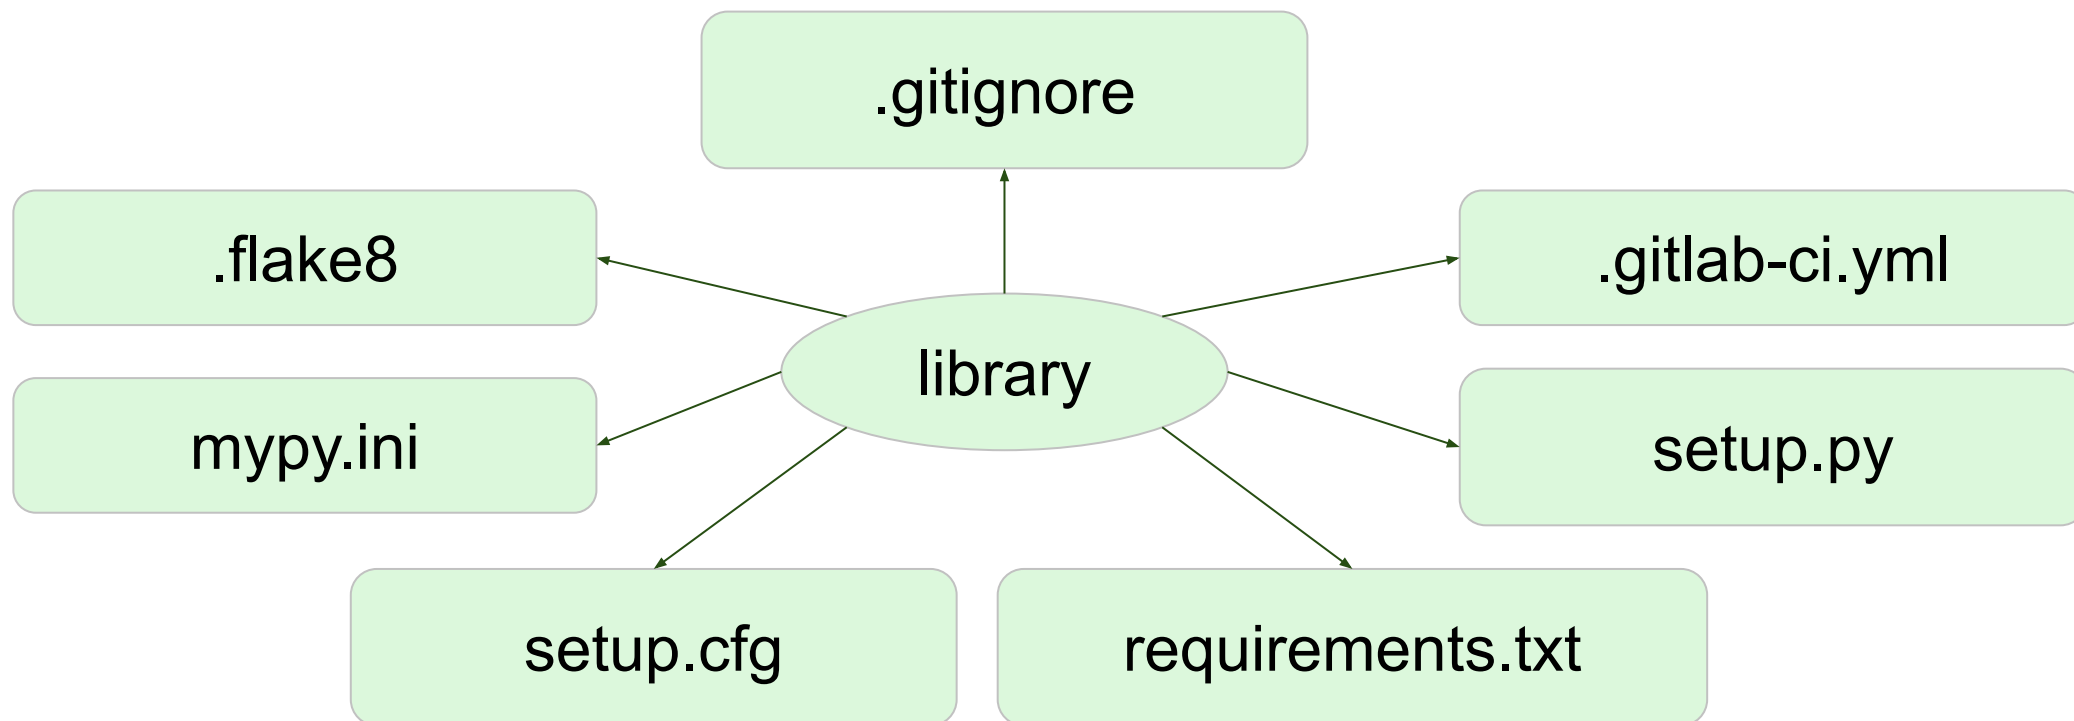 .gitignore
.flake8
.gitlab-ci.yml
library
mypy.ini
setup.py
setup.cfg
requirements.txt